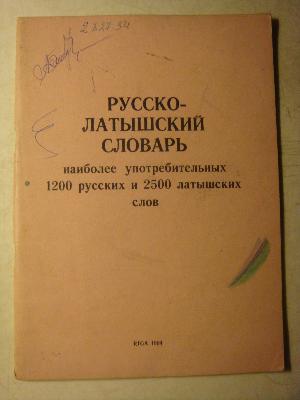 РУССКО-
ЛАТЫШСКИЙ
СЛОВАРЬ
наиболее употребительных
1200 русских и 2500 латышских
слов
RIGA